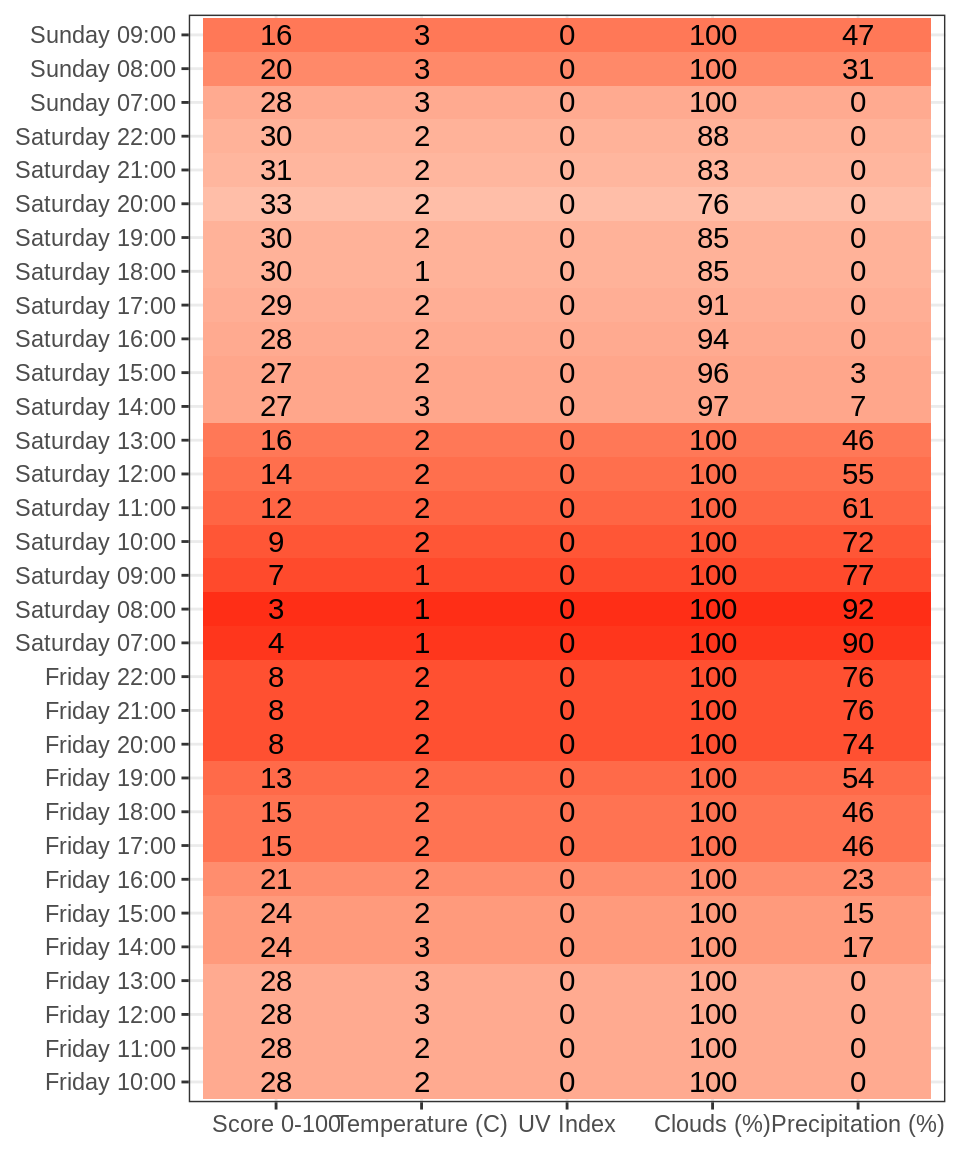 Sunday 09:00 16 3 0 100 47
Sunday 08:00 20 3 0 100 31
Sunday 07:00 28 3 0 100 0
Saturday 22:00 30 2 0 88 0
Saturday 21:00 31 2 0 83 0
Saturday 20:00 33 2 0 76 0
Saturday 19:00 30 2 0 85 0
Saturday 18:00 30 1 0 85 0
Saturday 17:00 29 2 0 91 0
Saturday 16:00 28 2 0 94 0
Saturday 15:00 27 2 0 96 3
Saturday 14:00 27 3 0 97 7
Saturday 13:00 16 2 0 100 46
Saturday 12:00 14 2 0 100 55
Saturday 11:00 12 2 0 100 61
Saturday 10:00 9 2 0 100 72
Saturday 09:00 7 1 0 100 77
Saturday 08:00 3 1 0 100 92
Saturday 07:00 4 1 0 100 90
Friday 22:00 8 2 0 100 76
Friday 21:00 8 2 0 100 76
Friday 20:00 8 2 0 100 74
Friday 19:00 13 2 0 100 54
Friday 18:00 15 2 0 100 46
Friday 17:00 15 2 0 100 46
Friday 16:00 21 2 0 100 23
Friday 15:00 24 2 0 100 15
Friday 14:00 24 3 0 100 17
Friday 13:00 28 3 0 100 0
Friday 12:00 28 3 0 100 0
Friday 11:00 28 2 0 100 0
Friday 10:00 28 2 0 100 0
Score 0-100 Temperature (C) UV Index Clouds (%) Precipitation (%)